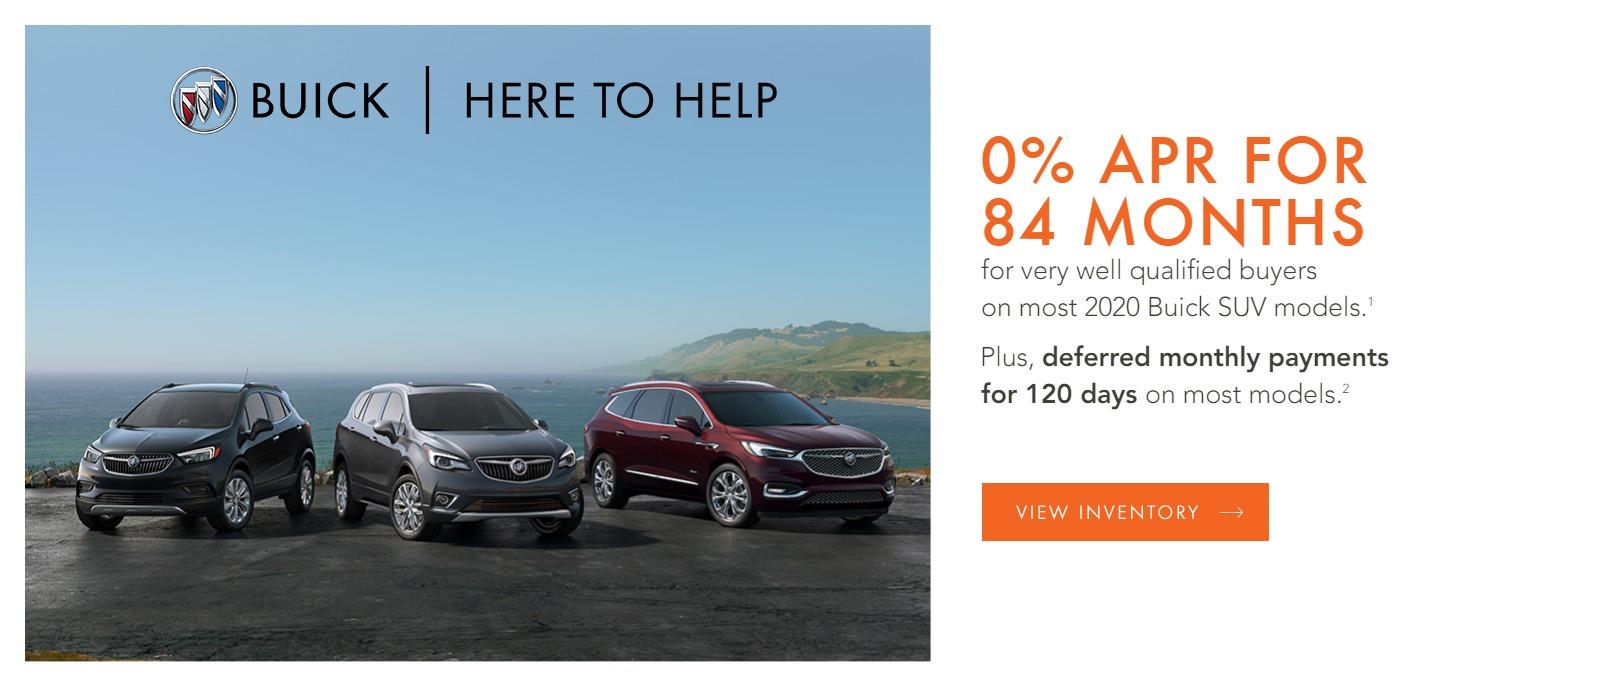 BUICK | HERE TO HELP
0% APR FOR
84 MONTHS
for very well qualified buyers
on most 2020 Buick SUV models.¹
Plus, deferred monthly payments
for 120 days on most models.²
VIEW INVENTORY →